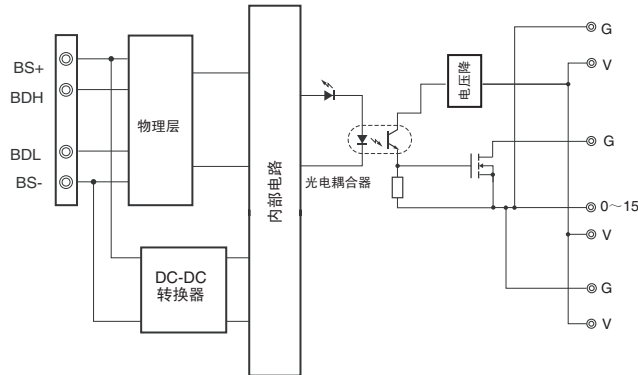 BS+
BDH
BDL
BS-
物理层
DC-DC
转换器
内部电路
光电耦合器
电压降
G
V
G
0～15
V
G
V